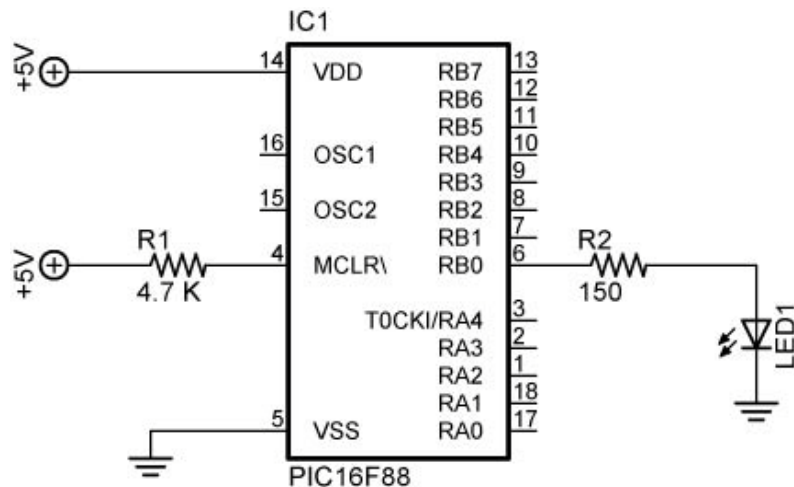 IC1
+5V
14
VDD
RB7
13
RB6
12
RB5
11
16
OSC1
RB4
10
RB3
9
15
OSC2
RB2
8
RB1
7
+5V
R1
4.7 K
4
MCLR\
RB0
6
R2
150
LED1
T0CKI/RA4
3
RA3
2
RA2
1
RA1
18
5
VSS
RA0
17
PIC16F88